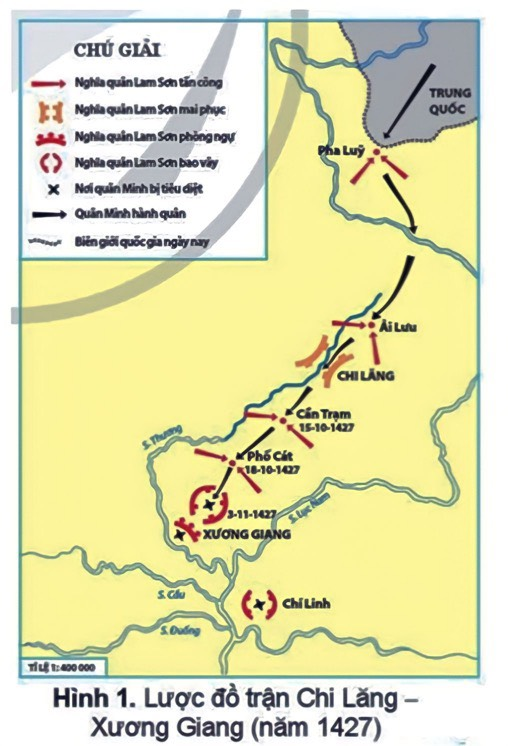 CHÚ GIẢI
Nghĩa quân Lam Sơn tấn công
Nghĩa quân Lam Sơn mai phục
Nghĩa quân Lam Sơn phòng ngự
Nghĩa quân Lam Sơn bao vây
Nơi quân Minh bị tiêu diệt
Quân Minh hành quân
Biên giới quốc gia ngày nay
TRUNG
QUỐC
Pha Luỹ
Ải Lưu
CHI LĂNG
Cần Trạm
15-10-1427
S. Thương
Phố Cát
18-10-1427
3-11-1427
S. Lục Nam
XƯƠNG GIANG
S. Cầu
Chí Linh
S. Đuống
TỈ LỆ 1: 400 000
Hình 1. Lược đồ trận Chi Lăng –
Xương Giang (năm 1427)